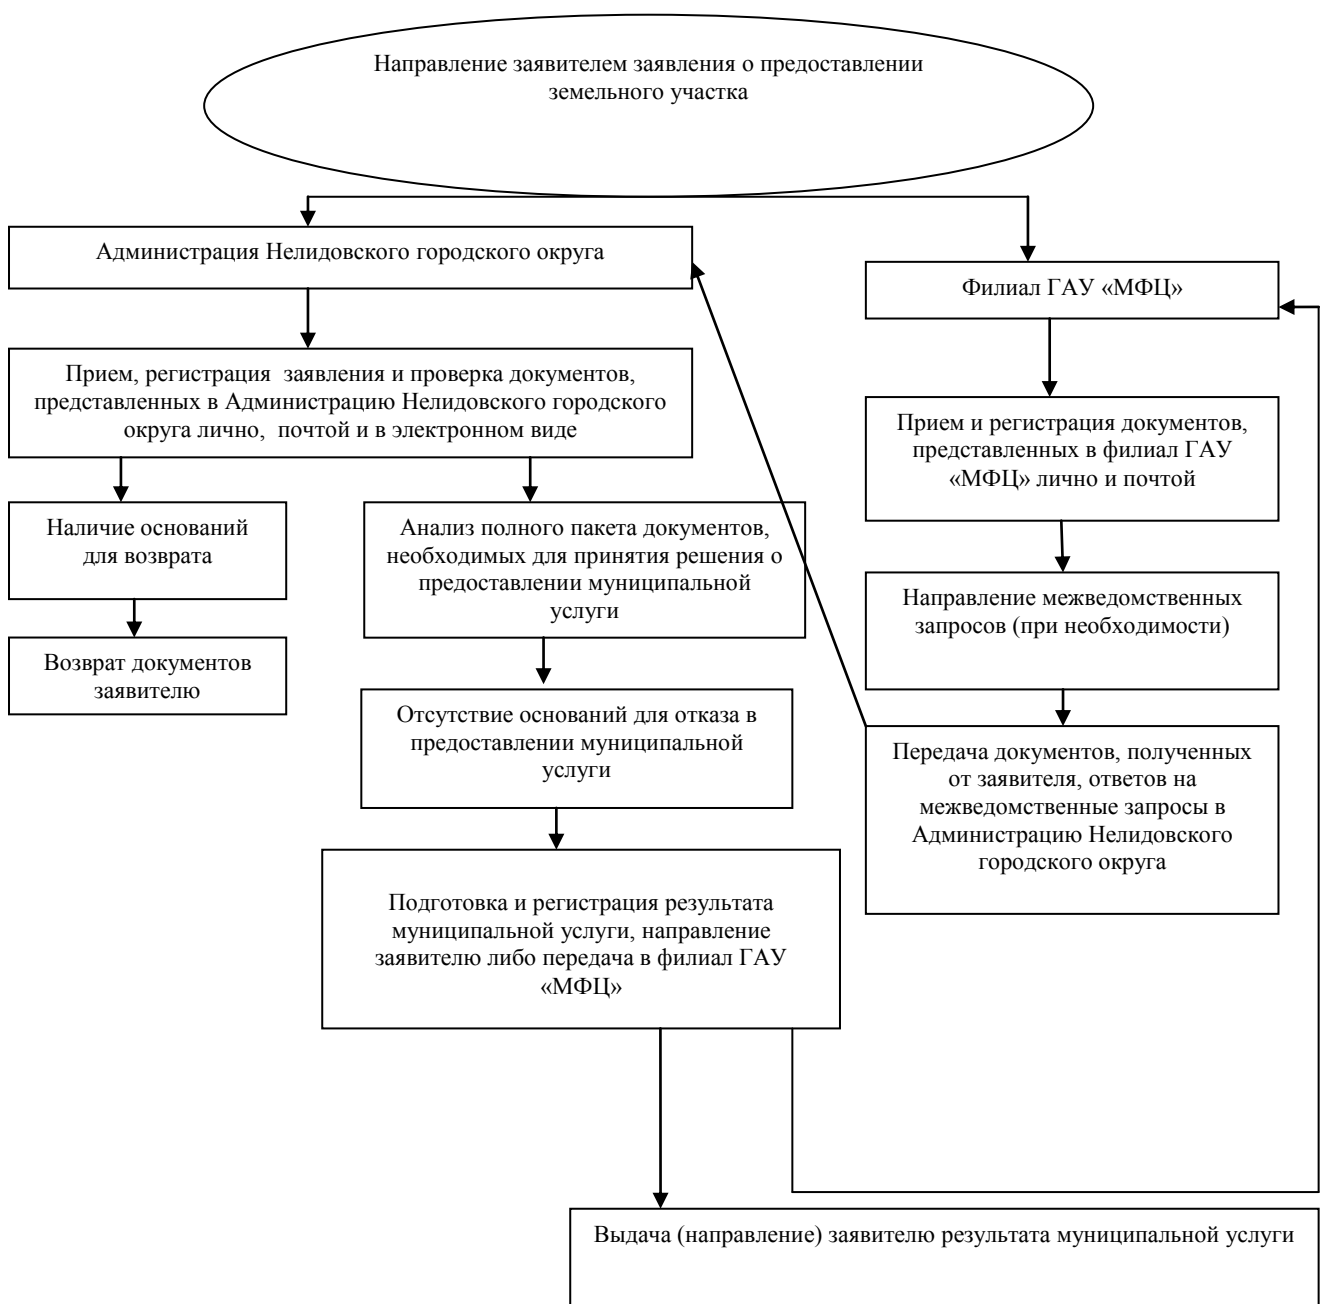 Направление заявителем заявления о предоставлении
земельного участка
Администрация Нелидовского городского округа
Филиал ГАУ «МФЦ»
Прием, регистрация  заявления и проверка документов,
представленных в Администрацию Нелидовского городского
округа лично,  почтой и в электронном виде
Прием и регистрация документов,
представленных в филиал ГАУ
«МФЦ» лично и почтой
Наличие оснований
для возврата
Анализ полного пакета документов,
необходимых для принятия решения о
предоставлении муниципальной
услуги
Направление межведомственных
запросов (при необходимости)
Возврат документов
заявителю
Отсутствие оснований для отказа в
предоставлении муниципальной
услуги
Передача документов, полученных
от заявителя, ответов на
межведомственные запросы в
Администрацию Нелидовского
городского округа
Подготовка и регистрация результата
муниципальной услуги, направление
заявителю либо передача в филиал ГАУ
«МФЦ»
Выдача (направление) заявителю результата муниципальной услуги